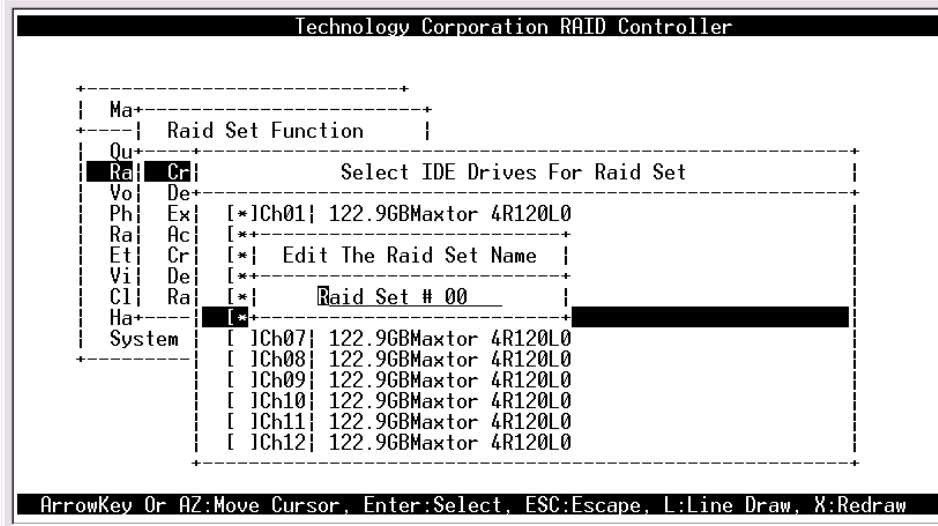 Technology Corporation RAID Controller
Ma
Raid Set Function
Qu
Ra Cr Select IDE Drives For Raid Set
Vo De
Ph Ex [*]Ch01| 122.9GBMaxtor 4R120L0
Ra Ac [*
Et Cr [*| Edit The Raid Set Name
Vi De [*
Cl Ra [*| Raid Set # 00
Ha [*
System [ ]Ch07| 122.9GBMaxtor 4R120L0
[ ]Ch08| 122.9GBMaxtor 4R120L0
[ ]Ch09| 122.9GBMaxtor 4R120L0
[ ]Ch10| 122.9GBMaxtor 4R120L0
[ ]Ch11| 122.9GBMaxtor 4R120L0
[ ]Ch12| 122.9GBMaxtor 4R120L0
ArrowKey Or AZ:Move Cursor, Enter:Select, ESC:Escape, L:Line Draw, X:Redraw